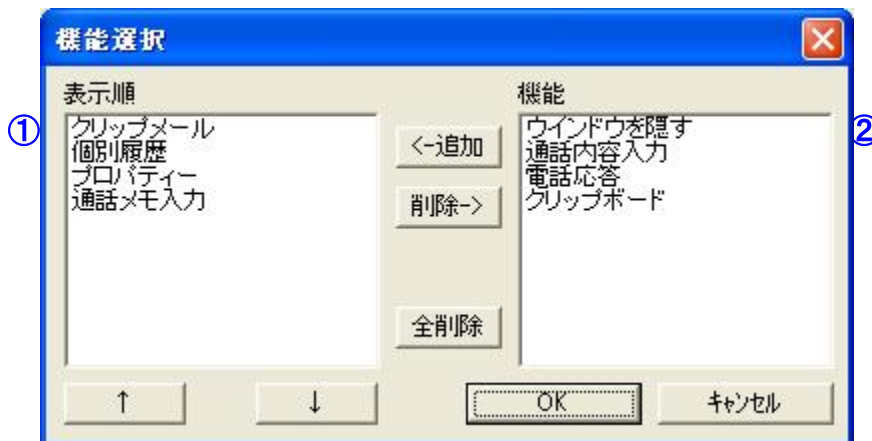 機能選択
表示順
機能
①
クリップメール
個別履歴
プロパティー
通話メモ入力
<-追加
削除->
全削除
ウインドウを隠す
通話内容入力
電話応答
クリップボード
②
↑
↓
OK
キャンセル